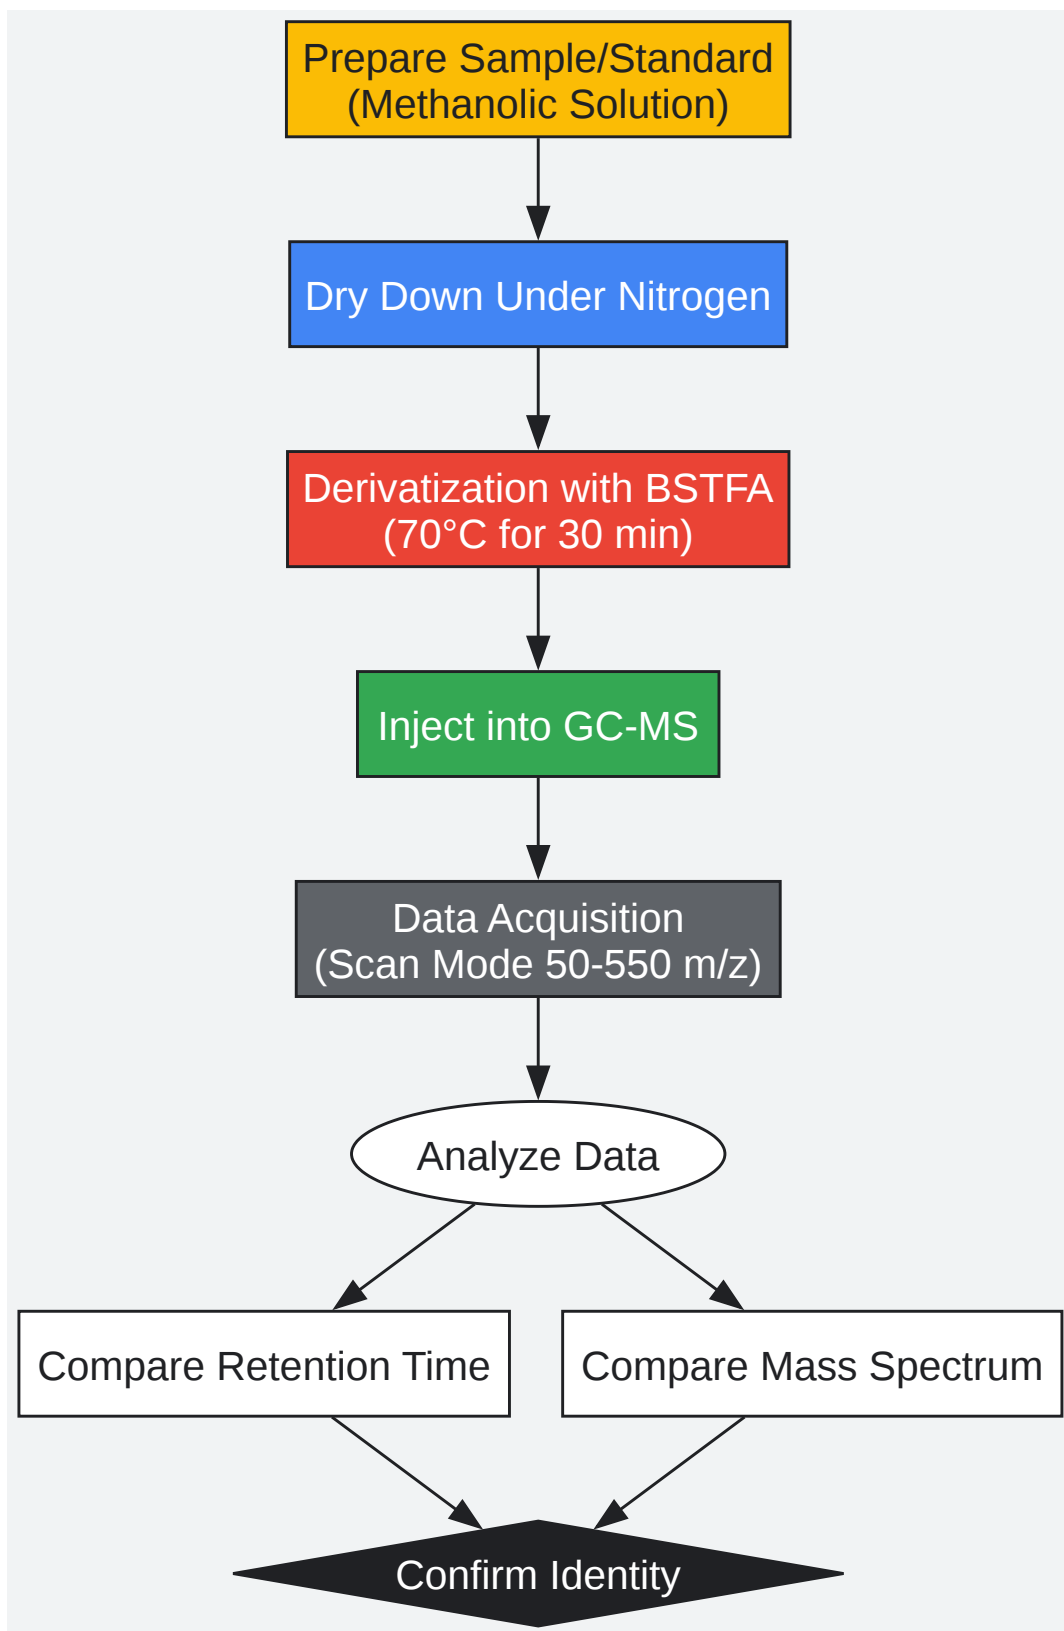 Prepare Sample/Standard
(Methanolic Solution)
Dry Down Under Nitrogen
Derivatization with BSTFA
(70°C for 30 min)
Inject into GC-MS
Data Acquisition
(Scan Mode 50-550 m/z)
Analyze Data
Compare Retention Time
Compare Mass Spectrum
Confirm Identity